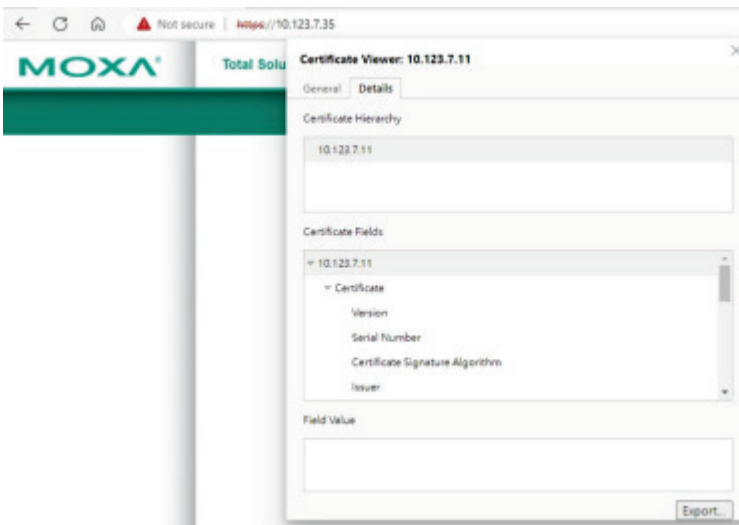 Not secure | https://10.123.7.35
MOXA®
Total Solu
Certificate Viewer: 10.123.7.11
General Details
Certificate Hierarchy
10.123.7.11
Certificate Fields
10.123.7.11
Certificate
Version
Serial Number
Certificate Signature Algorithm
Issuer
Field Value
Export...